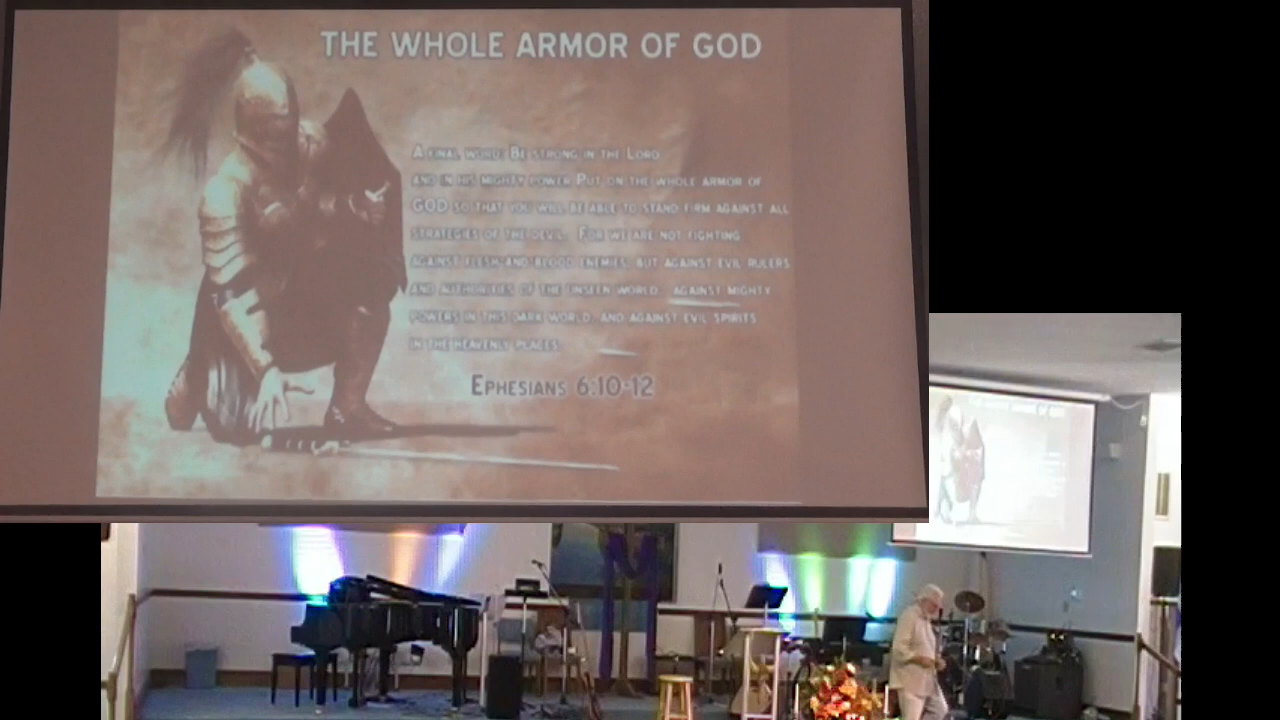 THE WHOLE ARMOR OF GOD
A FINAL WORD: BE STRONG IN THE LORD
AND IN HIS MIGHTY POWER PUT ON THE WHOLE ARMOR OF
GOD SO THAT YOU WILL BE ABLE TO STAND FIRM AGAINST ALL
STRATEGIES OF THE DEVIL. FOR WE ARE NOT FIGHTING
AGAINST FLESH-AND-BLOOD ENEMIES, BUT AGAINST EVIL RULERS
AND AUTHORITIES OF THE UNSEEN WORLD, AGAINST MIGHTY
POWERS IN THIS DARK WORLD, AND AGAINST EVIL SPIRITS
IN THE HEAVENLY PLACES.
EPHESIANS 6:10-12